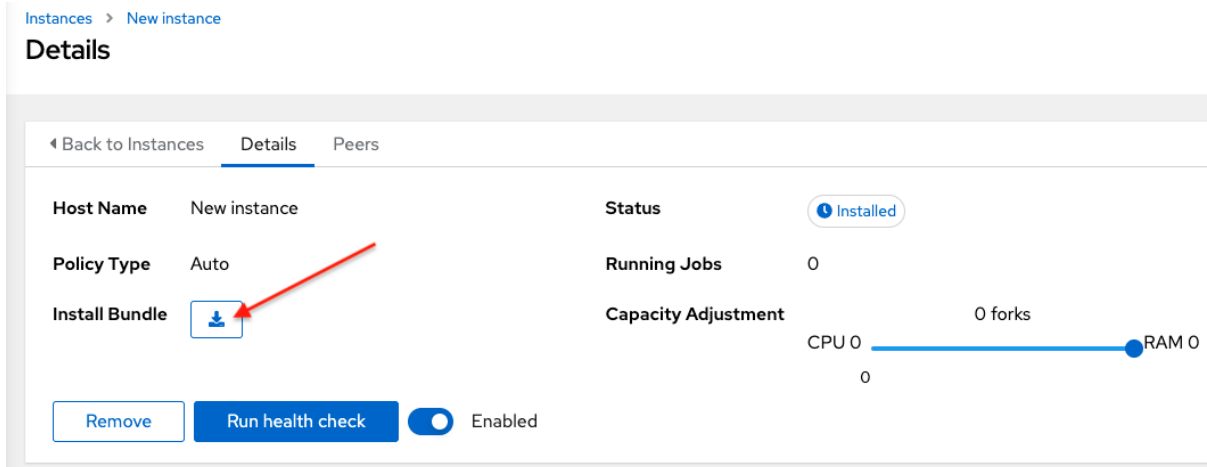 Instances > New instance
Details
Back to Instances Details Peers
Host Name New instance Status Installed
Policy Type Auto Running Jobs 0
Install Bundle Capacity Adjustment 0 forks
CPU 0 RAM 0
0
Remove Run health check Enabled